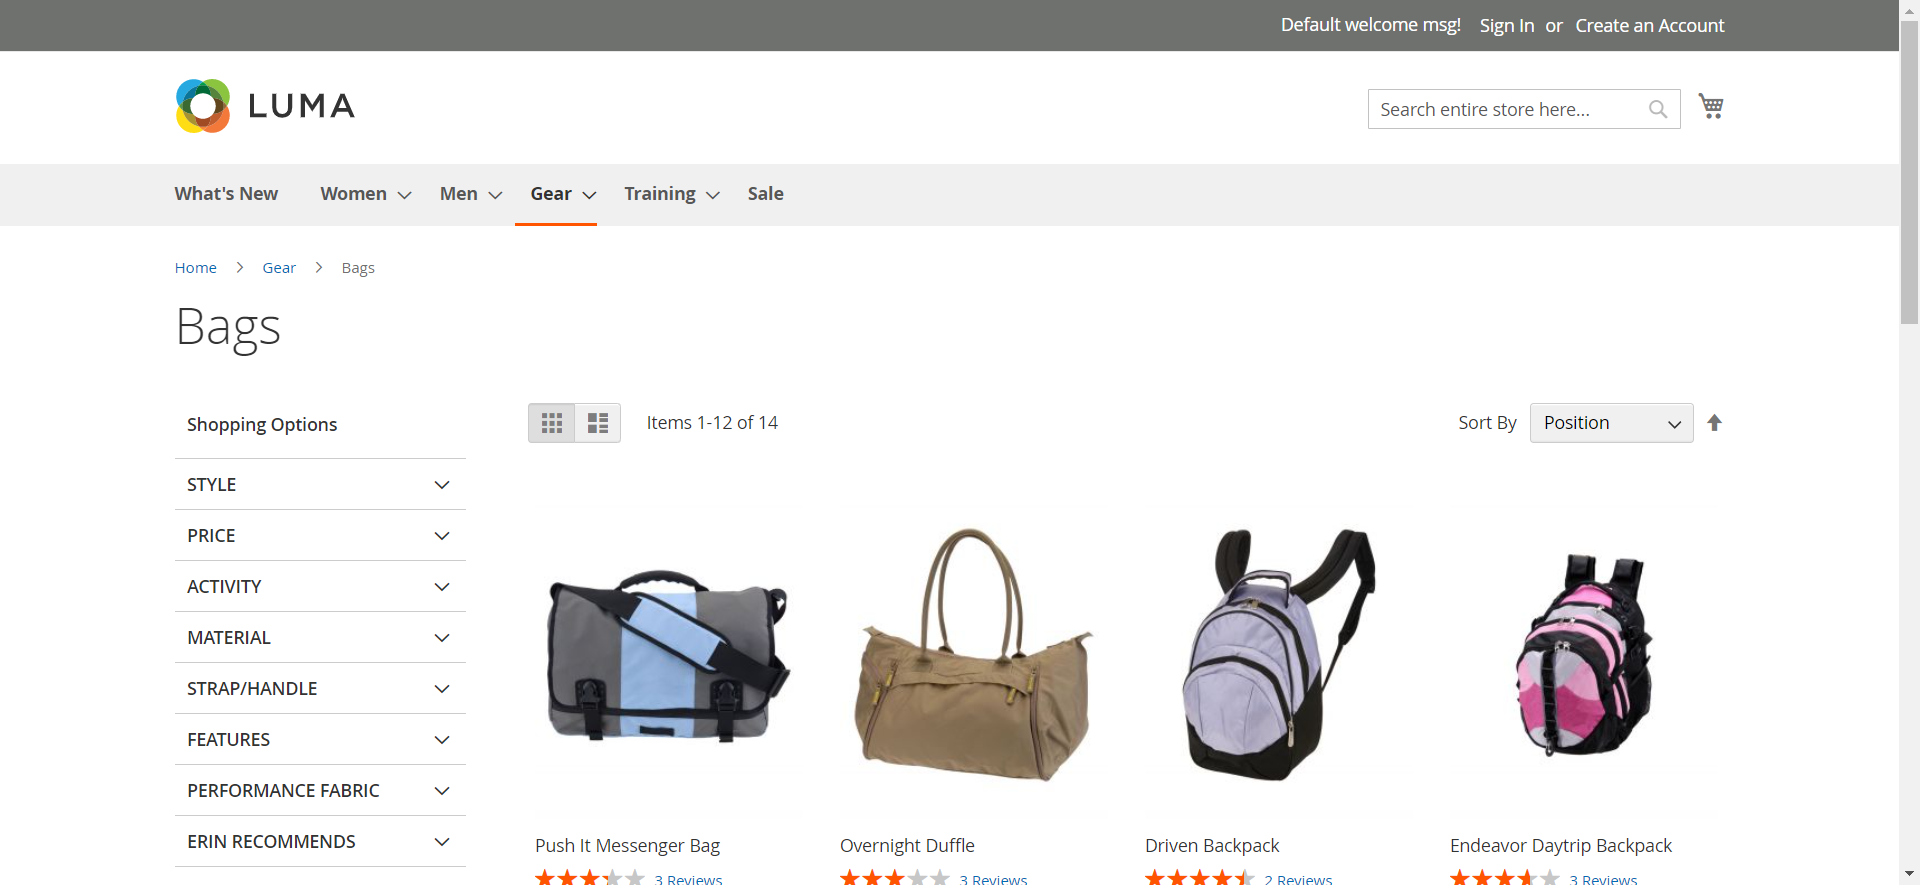 Default welcome msg! Sign In or Create an Account
LUMA
Search entire store here...
What's New Women Men Gear Training Sale
Home Gear Bags
Bags
Shopping Options
Items 1-12 of 14
Sort By Position
STYLE
PRICE
ACTIVITY
MATERIAL
STRAP/HANDLE
FEATURES
PERFORMANCE FABRIC
ERIN RECOMMENDS
Push It Messenger Bag
3 Reviews
Overnight Duffle
3 Reviews
Driven Backpack
2 Reviews
Endeavor Daytrip Backpack
3 Reviews